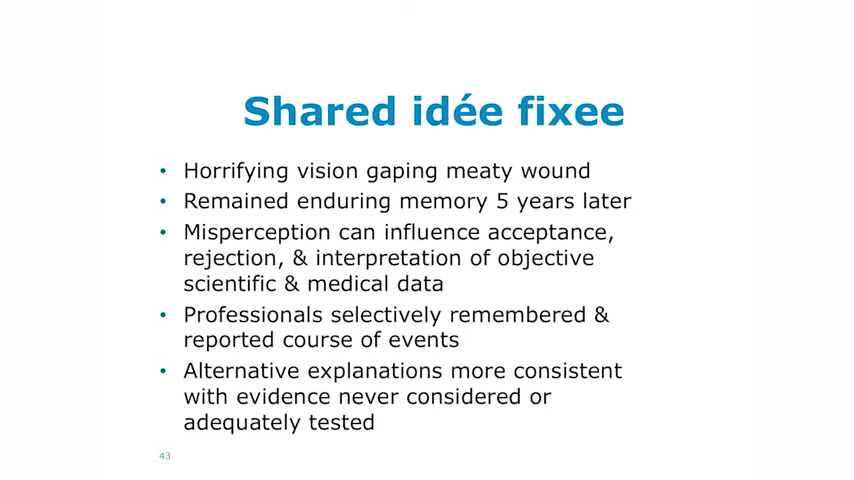 Shared idée fixee
• Horrifying vision gaping meaty wound
• Remained enduring memory 5 years later
• Misperception can influence acceptance,
rejection, & interpretation of objective
scientific & medical data
• Professionals selectively remembered &
reported course of events
• Alternative explanations more consistent
with evidence never considered or
adequately tested
43